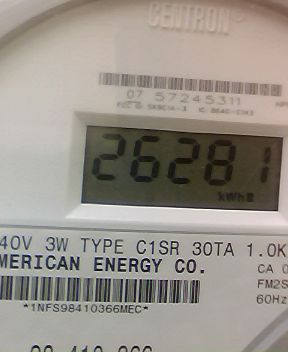 CENTRON®
07 57245311
26281
kWh
40V 3W TYPE C1SR 30TA 1.0K
MERICAN ENERGY CO.
CA 0
FM2S
60Hz
*1NFS98410366MEC*